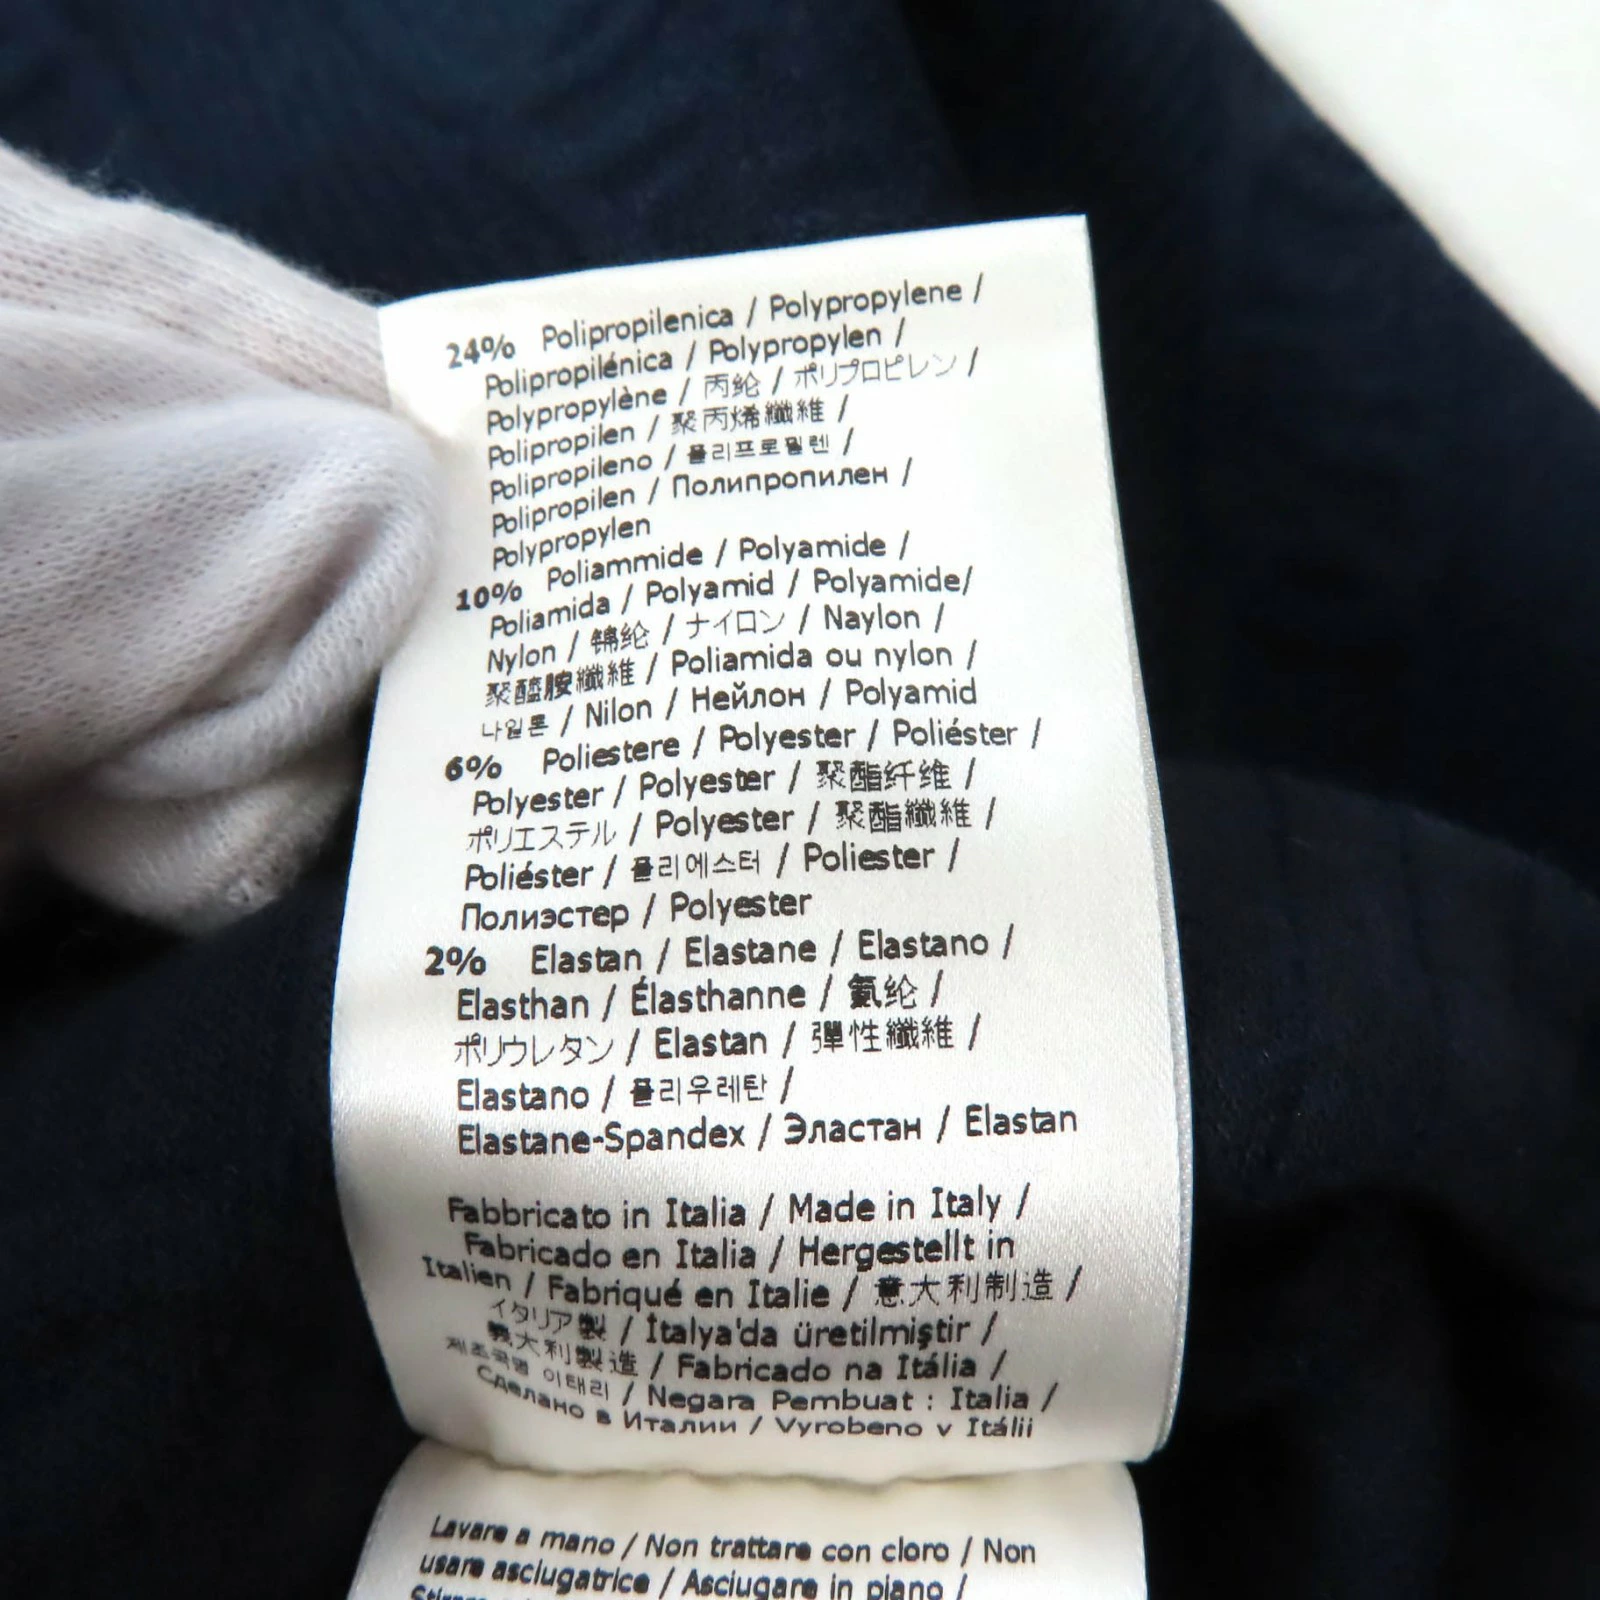 24% Polipropilenica / Polypropylene /
Polipropilénica / Polypropylen /
Polypropylène / 丙纶 / ポリプロピレン /
Polipropilen / 聚丙烯纖維 /
Polipropileno / 폴리프로필렌 /
Polipropilen / Полипропилен /
Polypropylen
10% Poliammide / Polyamide /
Poliamida / Polyamid / Polyamide/
Nylon / 锦纶 / ナイロン / Naylon /
聚醯胺纖維 / Poliamida ou nylon /
나일론 / Nilon / Нейлон / Polyamid
6% Poliestere / Polyester / Poliéster /
Polyester / Polyester / 聚酯纤维 /
ポリエステル / Polyester / 聚酯纖維 /
Poliéster / 폴리에스터 / Poliester /
Полиэстер / Polyester
2% Elastan / Elastane / Elastano /
Elasthan / Élasthanne / 氨纶 /
ポリウレタン / Elastan / 彈性纖維 /
Elastano / 폴리우레탄 /
Elastane-Spandex / Эластан / Elastan
Fabbricato in Italia / Made in Italy /
Fabricado en Italia / Hergestellt in
Italien / Fabriqué en Italie / 意大利制造 /
イタリア製 / İtalya'da üretilmiştir /
義大利製造 / Fabricado na Itália /
제조국명 이태리 / Negara Pembuat : Italia /
Сделано в Италии / Vyrobeno v Itálii
Lavare a mano / Non trattare con cloro / Non
usare asciugatrice / Asciugare in piano /